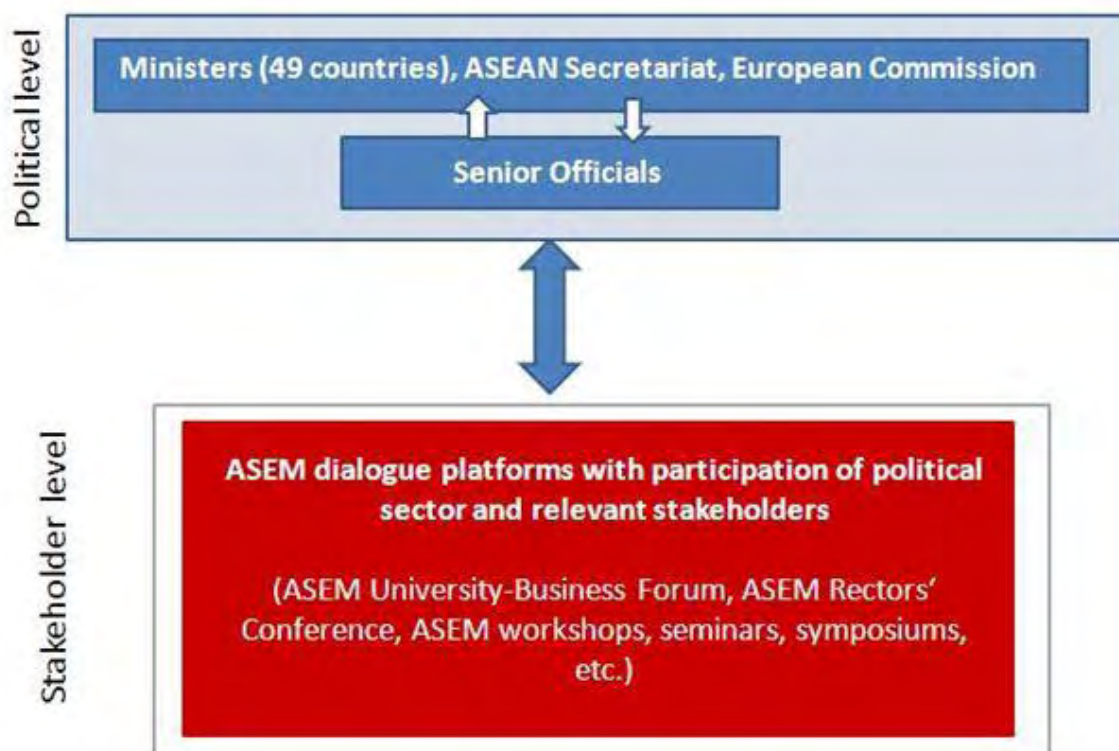 Political level
Ministers (49 countries), ASEAN Secretariat, European Commission
Senior Officials
Stakeholder level
ASEM dialogue platforms with participation of political
sector and relevant stakeholders
(ASEM University-Business Forum, ASEM Rectors‘
Conference, ASEM workshops, seminars, symposiums,
etc.)